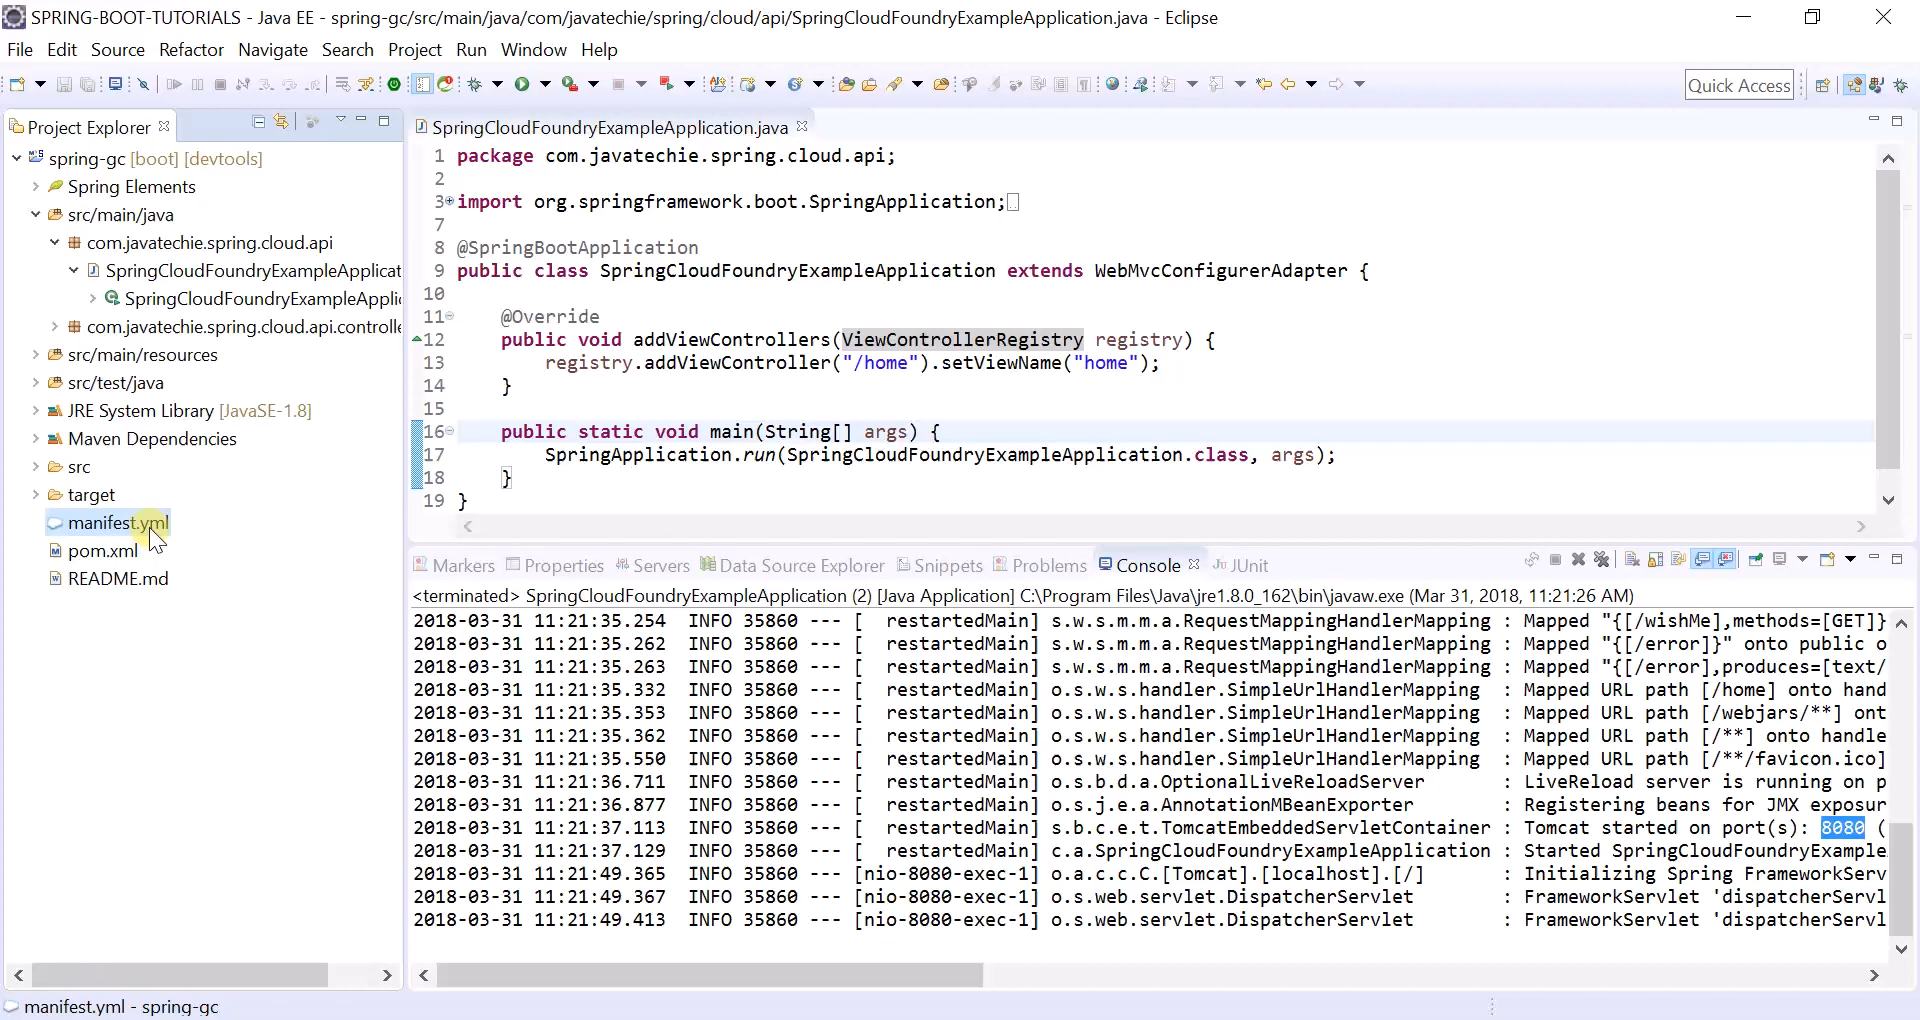 SPRING-BOOT-TUTORIALS - Java EE - spring-gc/src/main/java/com/javatechie/spring/cloud/api/SpringCloudFoundryExampleApplication.java - Eclipse
File Edit Source Refactor Navigate Search Project Run Window Help
Quick Access
Project Explorer
spring-gc [boot] [devtools]
Spring Elements
src/main/java
com.javatechie.spring.cloud.api
SpringCloudFoundryExampleApplicat
SpringCloudFoundryExampleAppli
com.javatechie.spring.cloud.api.controlle
src/main/resources
src/test/java
JRE System Library [JavaSE-1.8]
Maven Dependencies
src
target
manifest.yml
pom.xml
README.md
SpringCloudFoundryExampleApplication.java
1 package com.javatechie.spring.cloud.api;
2
3 import org.springframework.boot.SpringApplication;
7
8 @SpringBootApplication
9 public class SpringCloudFoundryExampleApplication extends WebMvcConfigurerAdapter {
10
11 @Override
12 public void addViewControllers(ViewControllerRegistry registry) {
13 registry.addViewController("/home").setViewName("home");
14 }
15
16 public static void main(String[] args) {
17 SpringApplication.run(SpringCloudFoundryExampleApplication.class, args);
18 }
19 }
Markers Properties Servers Data Source Explorer Snippets Problems Console JUnit
<terminated> SpringCloudFoundryExampleApplication (2) [Java Application] C:\Program Files\Java\jre1.8.0_162\bin\javaw.exe (Mar 31, 2018, 11:21:26 AM)
2018-03-31 11:21:35.254 INFO 35860 --- [ restartedMain] s.w.s.m.m.a.RequestMappingHandlerMapping : Mapped "{[/wishMe],methods=[GET]}
2018-03-31 11:21:35.262 INFO 35860 --- [ restartedMain] s.w.s.m.m.a.RequestMappingHandlerMapping : Mapped "{[/error]}" onto public o
2018-03-31 11:21:35.263 INFO 35860 --- [ restartedMain] s.w.s.m.m.a.RequestMappingHandlerMapping : Mapped "{[/error],produces=[text/
2018-03-31 11:21:35.332 INFO 35860 --- [ restartedMain] o.s.w.s.handler.SimpleUrlHandlerMapping : Mapped URL path [/home] onto hand
2018-03-31 11:21:35.353 INFO 35860 --- [ restartedMain] o.s.w.s.handler.SimpleUrlHandlerMapping : Mapped URL path [/webjars/**] ont
2018-03-31 11:21:35.362 INFO 35860 --- [ restartedMain] o.s.w.s.handler.SimpleUrlHandlerMapping : Mapped URL path [/**] onto handle
2018-03-31 11:21:35.550 INFO 35860 --- [ restartedMain] o.s.w.s.handler.SimpleUrlHandlerMapping : Mapped URL path [/**/favicon.ico]
2018-03-31 11:21:36.711 INFO 35860 --- [ restartedMain] o.s.b.d.a.OptionalLiveReloadServer : LiveReload server is running on p
2018-03-31 11:21:36.877 INFO 35860 --- [ restartedMain] o.s.j.e.a.AnnotationMBeanExporter : Registering beans for JMX exposur
2018-03-31 11:21:37.113 INFO 35860 --- [ restartedMain] s.b.c.e.t.TomcatEmbeddedServletContainer : Tomcat started on port(s): 8080 (
2018-03-31 11:21:37.129 INFO 35860 --- [ restartedMain] c.a.SpringCloudFoundryExampleApplication : Started SpringCloudFoundryExample
2018-03-31 11:21:49.365 INFO 35860 --- [nio-8080-exec-1] o.a.c.c.C.[Tomcat].[localhost].[/] : Initializing Spring FrameworkServ
2018-03-31 11:21:49.367 INFO 35860 --- [nio-8080-exec-1] o.s.web.servlet.DispatcherServlet : FrameworkServlet 'dispatcherServl
2018-03-31 11:21:49.413 INFO 35860 --- [nio-8080-exec-1] o.s.web.servlet.DispatcherServlet : FrameworkServlet 'dispatcherServl
manifest.yml - spring-gc